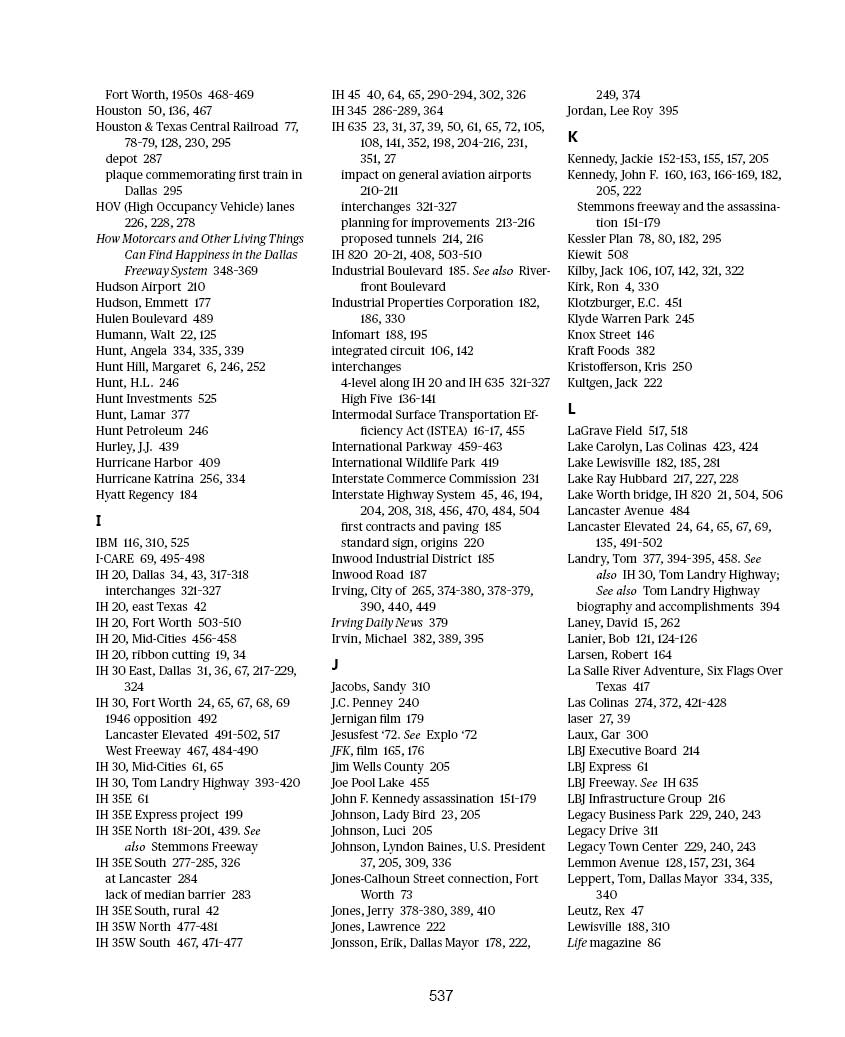 Fort Worth, 1950s 468-469
Houston 50, 136, 467
Houston & Texas Central Railroad 77,
78-79, 128, 230, 295
depot 287
plaque commemorating first train in
Dallas 295
HOV (High Occupancy Vehicle) lanes
226, 228, 278
How Motorcars and Other Living Things
Can Find Happiness in the Dallas
Freeway System 348-369
Hudson Airport 210
Hudson, Emmett 177
Hulen Boulevard 489
Humann, Walt 22, 125
Hunt, Angela 334, 335, 339
Hunt Hill, Margaret 6, 246, 252
Hunt, H.L. 246
Hunt Investments 525
Hunt, Lamar 377
Hunt Petroleum 246
Hurley, J.J. 439
Hurricane Harbor 409
Hurricane Katrina 256, 334
Hyatt Regency 184
I
IBM 116, 310, 525
I-CARE 69, 495-498
IH 20, Dallas 34, 43, 317-318
interchanges 321-327
IH 20, east Texas 42
IH 20, Fort Worth 503-510
IH 20, Mid-Cities 456-458
IH 20, ribbon cutting 19, 34
IH 30 East, Dallas 31, 36, 67, 217-229,
324
IH 30, Fort Worth 24, 65, 67, 68, 69
1946 opposition 492
Lancaster Elevated 491-502, 517
West Freeway 467, 484-490
IH 30, Mid-Cities 61, 65
IH 30, Tom Landry Highway 393-420
IH 35E 61
IH 35E Express project 199
IH 35E North 181-201, 439. See
also Stemmons Freeway
IH 35E South 277-285, 326
at Lancaster 284
lack of median barrier 283
IH 35E South, rural 42
IH 35W North 477-481
IH 35W South 467, 471-477
IH 45 40, 64, 65, 290-294, 302, 326
IH 345 286-289, 364
IH 635 23, 31, 37, 39, 50, 61, 65, 72, 105,
108, 141, 352, 198, 204-216, 231,
351, 27
impact on general aviation airports
210-211
interchanges 321-327
planning for improvements 213-216
proposed tunnels 214, 216
IH 820 20-21, 408, 503-510
Industrial Boulevard 185. See also River-
front Boulevard
Industrial Properties Corporation 182,
186, 330
Infomart 188, 195
integrated circuit 106, 142
interchanges
4-level along IH 20 and IH 635 321-327
High Five 136-141
Intermodal Surface Transportation Ef-
ficiency Act (ISTEA) 16-17, 455
International Parkway 459-463
International Wildlife Park 419
Interstate Commerce Commission 231
Interstate Highway System 45, 46, 194,
204, 208, 318, 456, 470, 484, 504
first contracts and paving 185
standard sign, origins 220
Inwood Industrial District 185
Inwood Road 187
Irving, City of 265, 374-380, 378-379,
390, 440, 449
Irving Daily News 379
Irvin, Michael 382, 389, 395
J
Jacobs, Sandy 310
J.C. Penney 240
Jernigan film 179
Jesusfest ‘72. See Explo ‘72
JFK, film 165, 176
Jim Wells County 205
Joe Pool Lake 455
John F. Kennedy assassination 151-179
Johnson, Lady Bird 23, 205
Johnson, Luci 205
Johnson, Lyndon Baines, U.S. President
37, 205, 309, 336
Jones-Calhoun Street connection, Fort
Worth 73
Jones, Jerry 378-380, 389, 410
Jones, Lawrence 222
Jonsson, Erik, Dallas Mayor 178, 222,
249, 374
Jordan, Lee Roy 395
K
Kennedy, Jackie 152-153, 155, 157, 205
Kennedy, John F. 160, 163, 166-169, 182,
205, 222
Stemmons freeway and the assassina-
tion 151-179
Kessler Plan 78, 80, 182, 295
Kiewit 508
Kilby, Jack 106, 107, 142, 321, 322
Kirk, Ron 4, 330
Klotzburger, E.C. 451
Klyde Warren Park 245
Knox Street 146
Kraft Foods 382
Kristofferson, Kris 250
Kultgen, Jack 222
L
LaGrave Field 517, 518
Lake Carolyn, Las Colinas 423, 424
Lake Lewisville 182, 185, 281
Lake Ray Hubbard 217, 227, 228
Lake Worth bridge, IH 820 21, 504, 506
Lancaster Avenue 484
Lancaster Elevated 24, 64, 65, 67, 69,
135, 491-502
Landry, Tom 377, 394-395, 458. See
also IH 30, Tom Landry Highway;
See also Tom Landry Highway
biography and accomplishments 394
Laney, David 15, 262
Lanier, Bob 121, 124-126
Larsen, Robert 164
La Salle River Adventure, Six Flags Over
Texas 417
Las Colinas 274, 372, 421-428
laser 27, 39
Laux, Gar 300
LBJ Executive Board 214
LBJ Express 61
LBJ Freeway. See IH 635
LBJ Infrastructure Group 216
Legacy Business Park 229, 240, 243
Legacy Drive 311
Legacy Town Center 229, 240, 243
Lemmon Avenue 128, 157, 231, 364
Leppert, Tom, Dallas Mayor 334, 335,
340
Leutz, Rex 47
Lewisville 188, 310
Life magazine 86
537